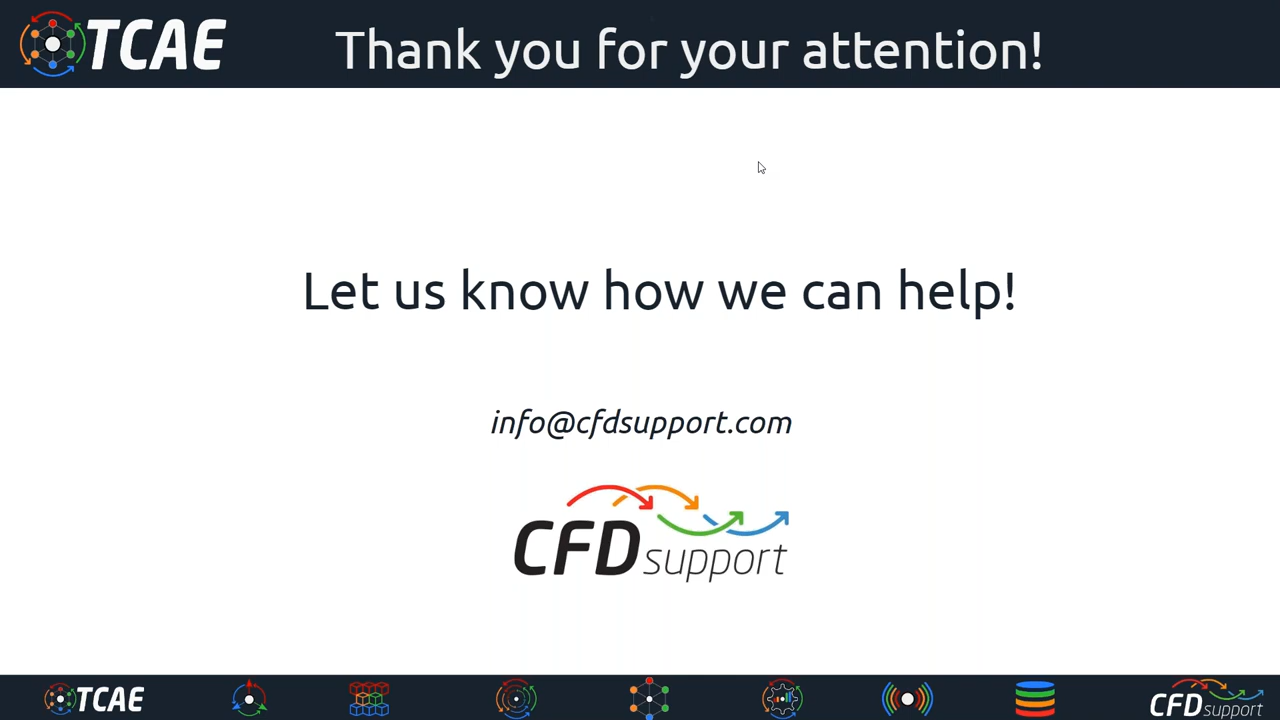 TCAE
Thank you for your attention!
Let us know how we can help!
info@cfdsupport.com
CFD support
TCAE
CFD support